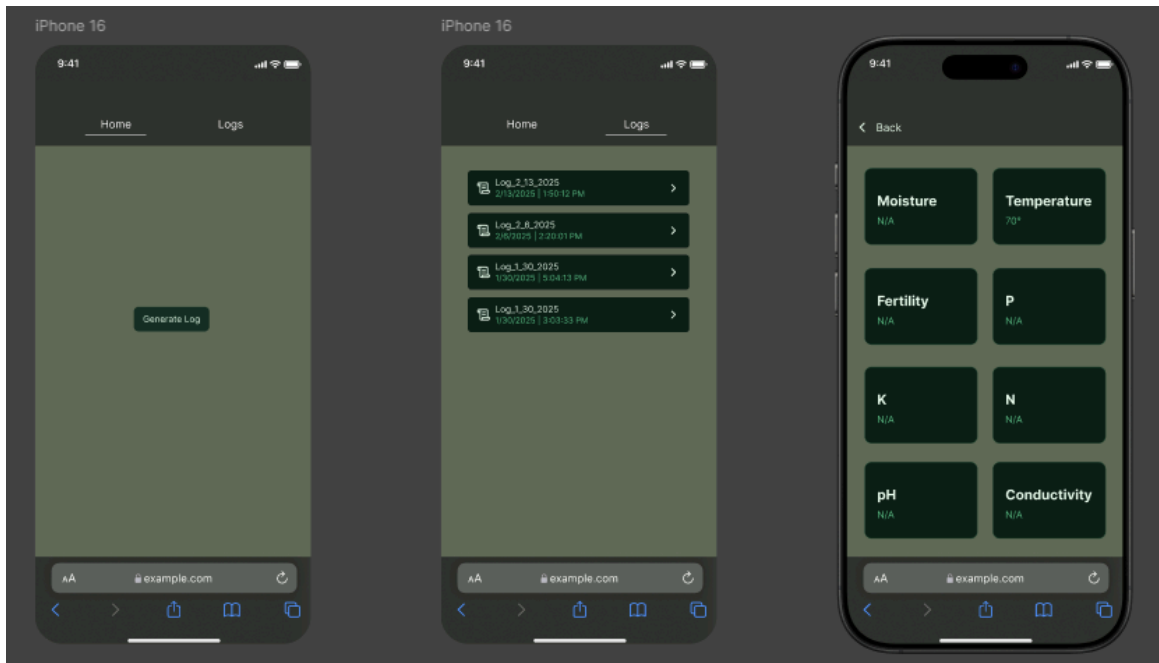 iPhone 16
9:41
Home Logs
Generate Log
AA example.com
iPhone 16
9:41
Home Logs
Log_2_13_2025
2/13/2025 | 1:50:12 PM
Log_2_6_2025
2/6/2025 | 2:20:01 PM
Log_1_30_2025
1/30/2025 | 5:04:13 PM
Log_1_30_2025
1/30/2025 | 3:03:33 PM
AA example.com
9:41
Back
Moisture Temperature
N/A 70°
Fertility P
N/A N/A
K N
N/A N/A
pH Conductivity
N/A N/A
AA example.com